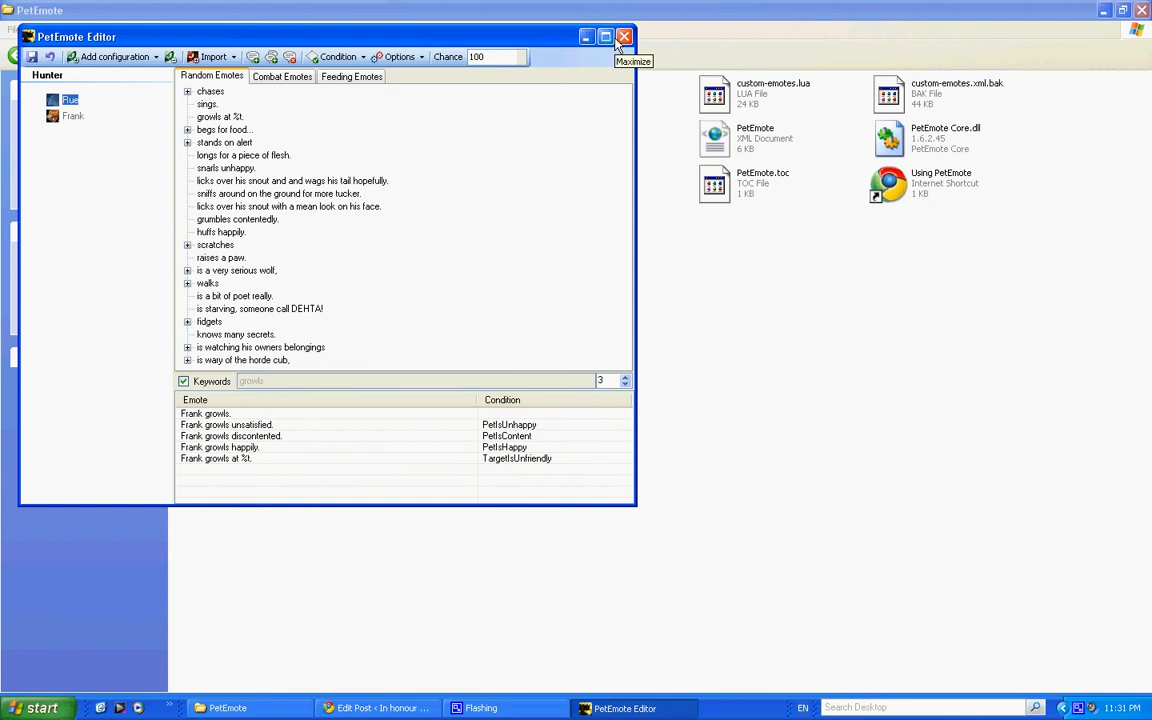 PetEmote
PetEmote Editor
Add configuration Import Condition Options Chance 100
Maximize
Hunter
Rue
Frank
Random Emotes Combat Emotes Feeding Emotes
chases
sings.
growls at %t.
begs for food...
stands on alert
longs for a piece of flesh.
snarls unhappy.
licks over his snout and and wags his tail hopefully.
sniffs around on the ground for more tucker.
licks over his snout with a mean look on his face.
grumbles contentedly.
huffs happily.
scratches
raises a paw.
is a very serious wolf,
walks
is a bit of poet really.
is starving, someone call DEHTA!
fidgets
knows many secrets.
is watching his owners belongings
is wary of the horde cub,
Keywords growls 3
Emote Condition
Frank growls.
Frank growls unsatisfied. PetIsUnhappy
Frank growls discontented. PetIsContent
Frank growls happily. PetIsHappy
Frank growls at %t. TargetIsUnfriendly
custom-emotes.lua
LUA File
24 KB
custom-emotes.xml.bak
BAK File
44 KB
PetEmote
XML Document
6 KB
PetEmote Core.dll
1.6.2.45
PetEmote Core
PetEmote.toc
TOC File
1 KB
Using PetEmote
Internet Shortcut
1 KB
start PetEmote Edit Post < In honour ... Flashing PetEmote Editor EN Search Desktop 11:31 PM